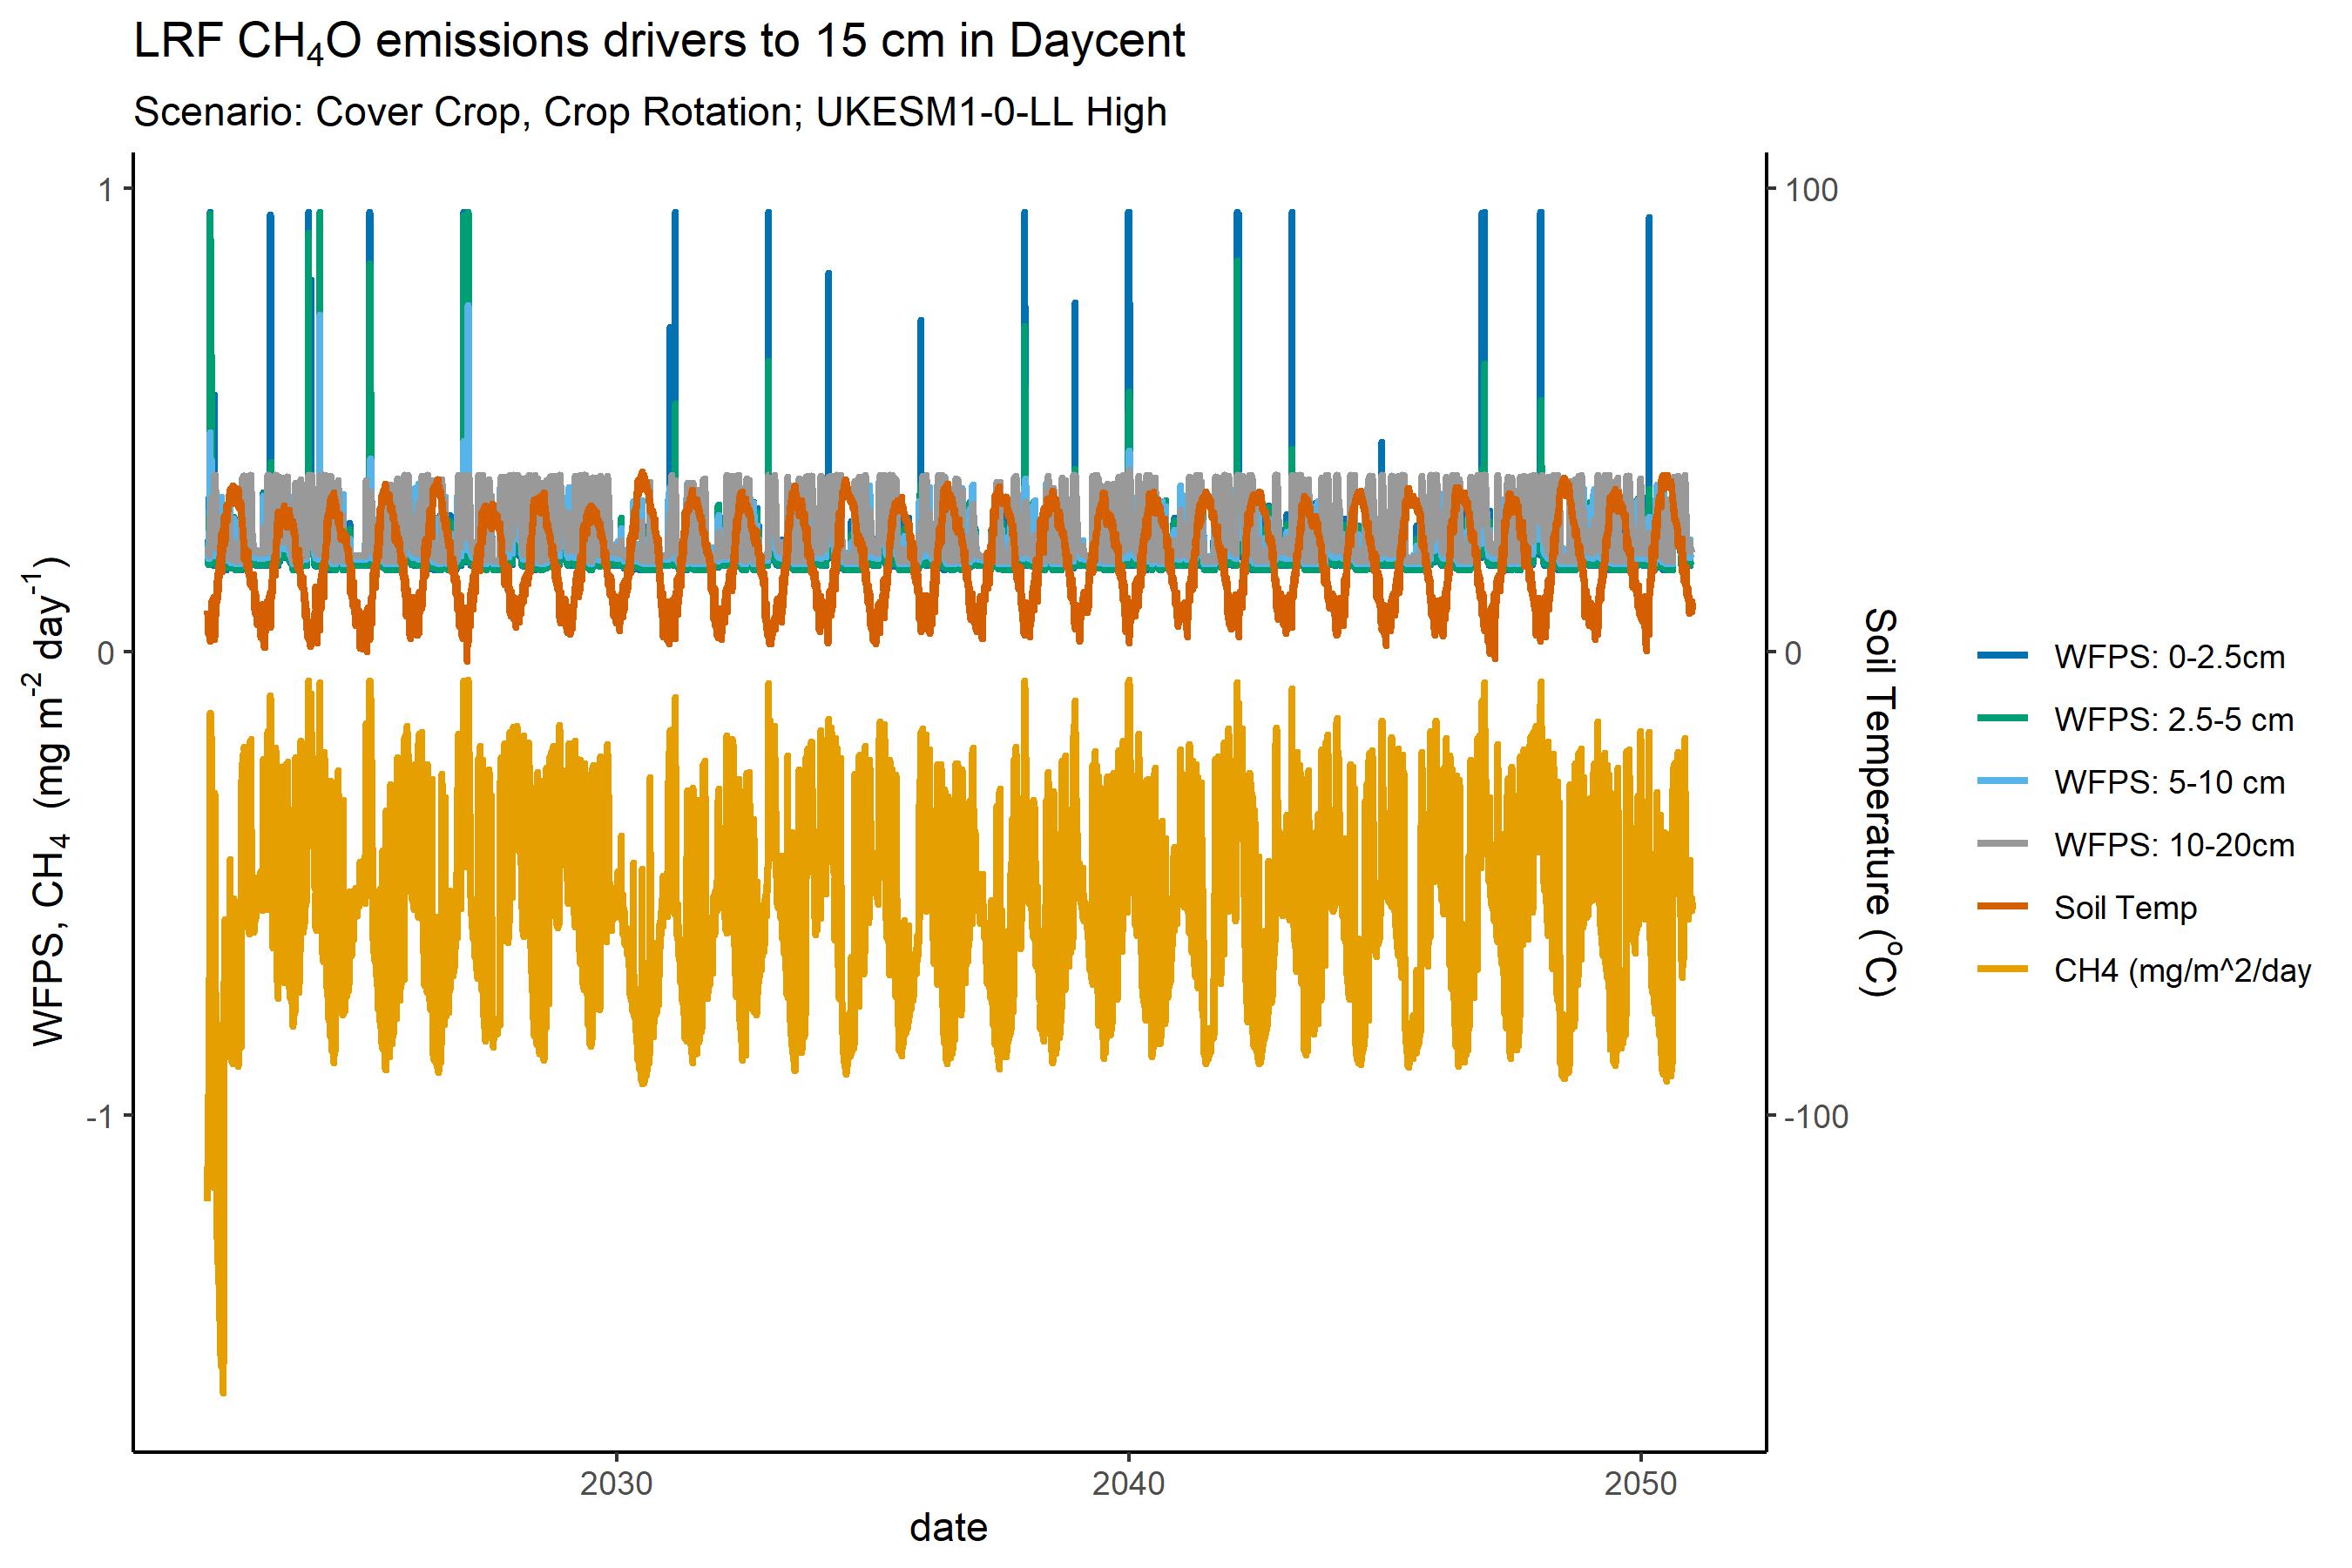 LRF CH₄O emissions drivers to 15 cm in Daycent
Scenario: Cover Crop, Crop Rotation; UKESM1-0-LL High
1
0
-1
WFPS, CH₄ (mg m⁻² day⁻¹)
100
0
-100
Soil Temperature (⁰C)
WFPS: 0-2.5cm
WFPS: 2.5-5 cm
WFPS: 5-10 cm
WFPS: 10-20cm
Soil Temp
CH4 (mg/m^2/day
2030 2040 2050
date